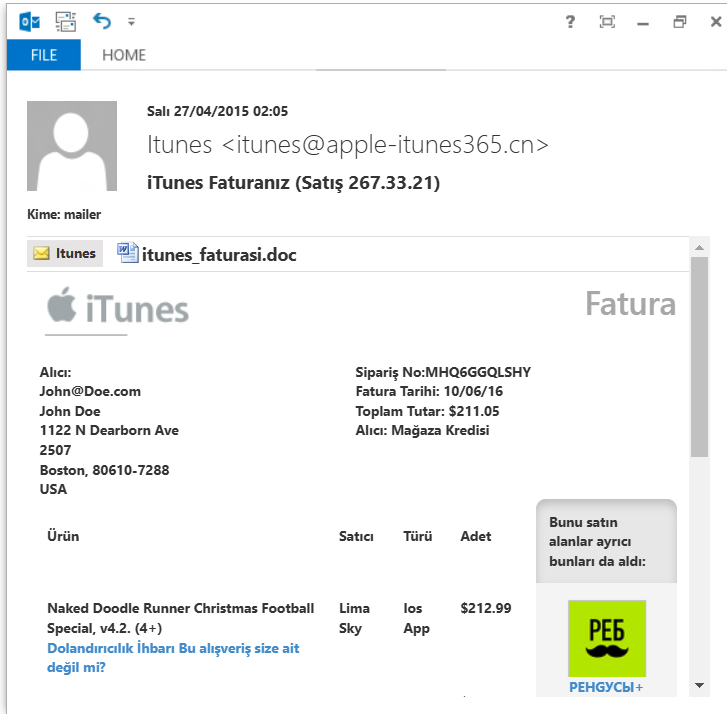 ?
FILE HOME
Salı 27/04/2015 02:05
Itunes <itunes@apple-itunes365.cn>
iTunes Faturanız (Satış 267.33.21)
Kime: mailer
Itunes itunes_faturasi.doc
iTunes Fatura
Alıcı:
John@Doe.com
John Doe
1122 N Dearborn Ave
2507
Boston, 80610-7288
USA
Sipariş No:MHQ6GGQLSHY
Fatura Tarihi: 10/06/16
Toplam Tutar: $211.05
Alıcı: Mağaza Kredisi
Ürün Satıcı Türü Adet
Naked Doodle Runner Christmas Football
Special, v4.2. (4+)
Lima
Sky
Ios
App
$212.99
Dolandırıcılık İhbarı Bu alışveriş size ait
değil mi?
Bunu satın
alanlar ayrıcı
bunları da aldı:
РЕБ
РЕНGУСЫ+